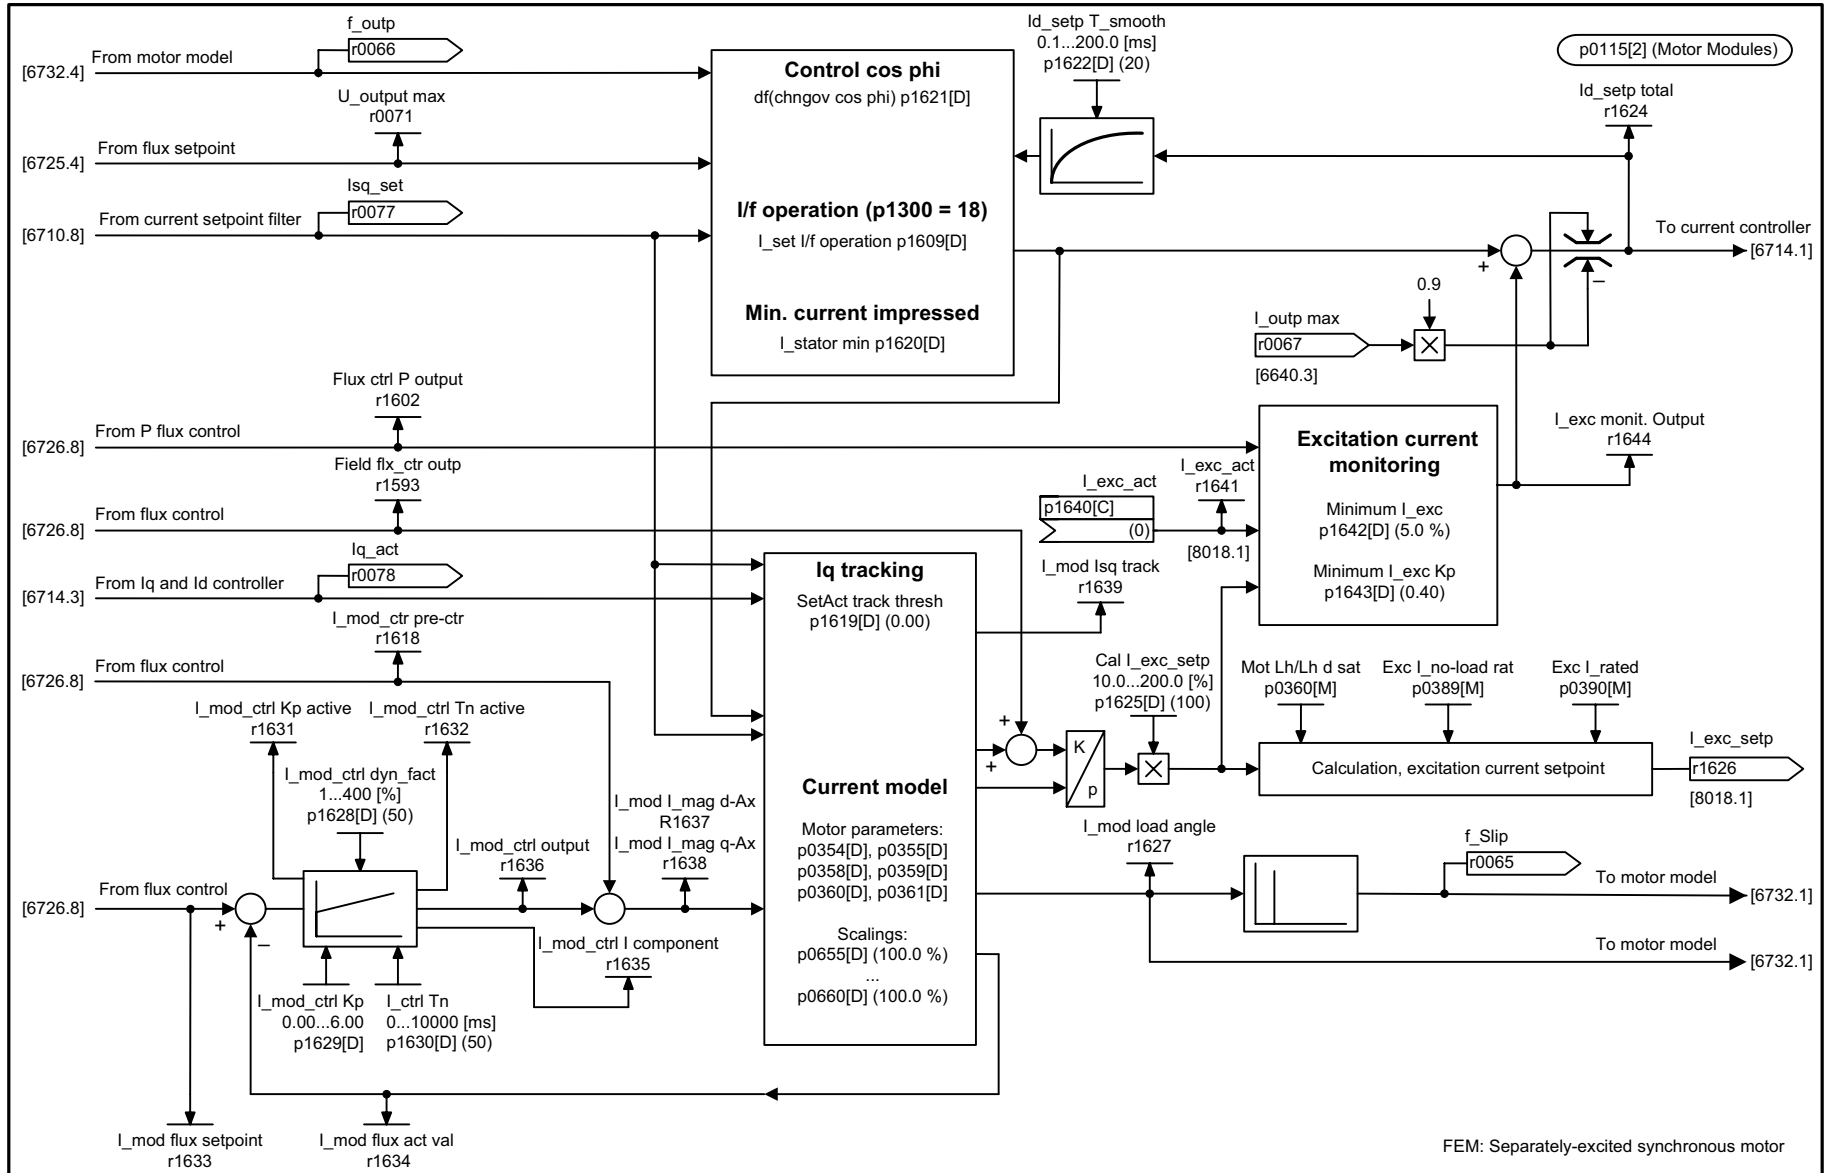 f_outp
r0066
From motor model
[6732.4]
U_output max
r0071
From flux setpoint
[6725.4]
Isq_set
r0077
From current setpoint filter
[6710.8]
Control cos phi
df(chngov cos phi) p1621[D]
I/f operation (p1300 = 18)
I_set I/f operation p1609[D]
Min. current impressed
I_stator min p1620[D]
Id_setp T_smooth
0.1...200.0 [ms]
p1622[D] (20)
p0115[2] (Motor Modules)
Id_setp total
r1624
To current controller
[6714.1]
+
–
0.9
I_outp max
r0067
[6640.3]
Flux ctrl P output
r1602
From P flux control
[6726.8]
Field flx_ctr outp
r1593
From flux control
[6726.8]
Iq_act
r0078
From Iq and Id controller
[6714.3]
I_mod_ctr pre-ctr
r1618
From flux control
[6726.8]
Excitation current
monitoring
Minimum I_exc
p1642[D] (5.0 %)
Minimum I_exc Kp
p1643[D] (0.40)
I_exc monit. Output
r1644
I_exc_act
p1640[C]
(0)
I_exc_act
r1641
[8018.1]
Iq tracking
SetAct track thresh
p1619[D] (0.00)
I_mod Isq track
r1639
Cal I_exc_setp
10.0...200.0 [%]
p1625[D] (100)
Mot Lh/Lh d sat
p0360[M]
Exc I_no-load rat
p0389[M]
Exc I_rated
p0390[M]
+
+
K
p
Calculation, excitation current setpoint
I_exc_setp
r1626
[8018.1]
I_mod_ctrl Kp active
r1631
I_mod_ctrl Tn active
r1632
I_mod_ctrl dyn_fact
1...400 [%]
p1628[D] (50)
I_mod_ctrl output
r1636
I_mod I_mag d-Ax
R1637
I_mod I_mag q-Ax
r1638
Current model
Motor parameters:
p0354[D], p0355[D]
p0358[D], p0359[D]
p0360[D], p0361[D]
Scalings:
p0655[D] (100.0 %)
...
p0660[D] (100.0 %)
I_mod load angle
r1627
f_Slip
r0065
To motor model
[6732.1]
To motor model
[6732.1]
From flux control
[6726.8]
+
–
I_mod_ctrl I component
r1635
I_mod_ctrl Kp
0.00...6.00
p1629[D]
I_ctrl Tn
0...10000 [ms]
p1630[D] (50)
I_mod flux setpoint
r1633
I_mod flux act val
r1634
FEM: Separately-excited synchronous motor